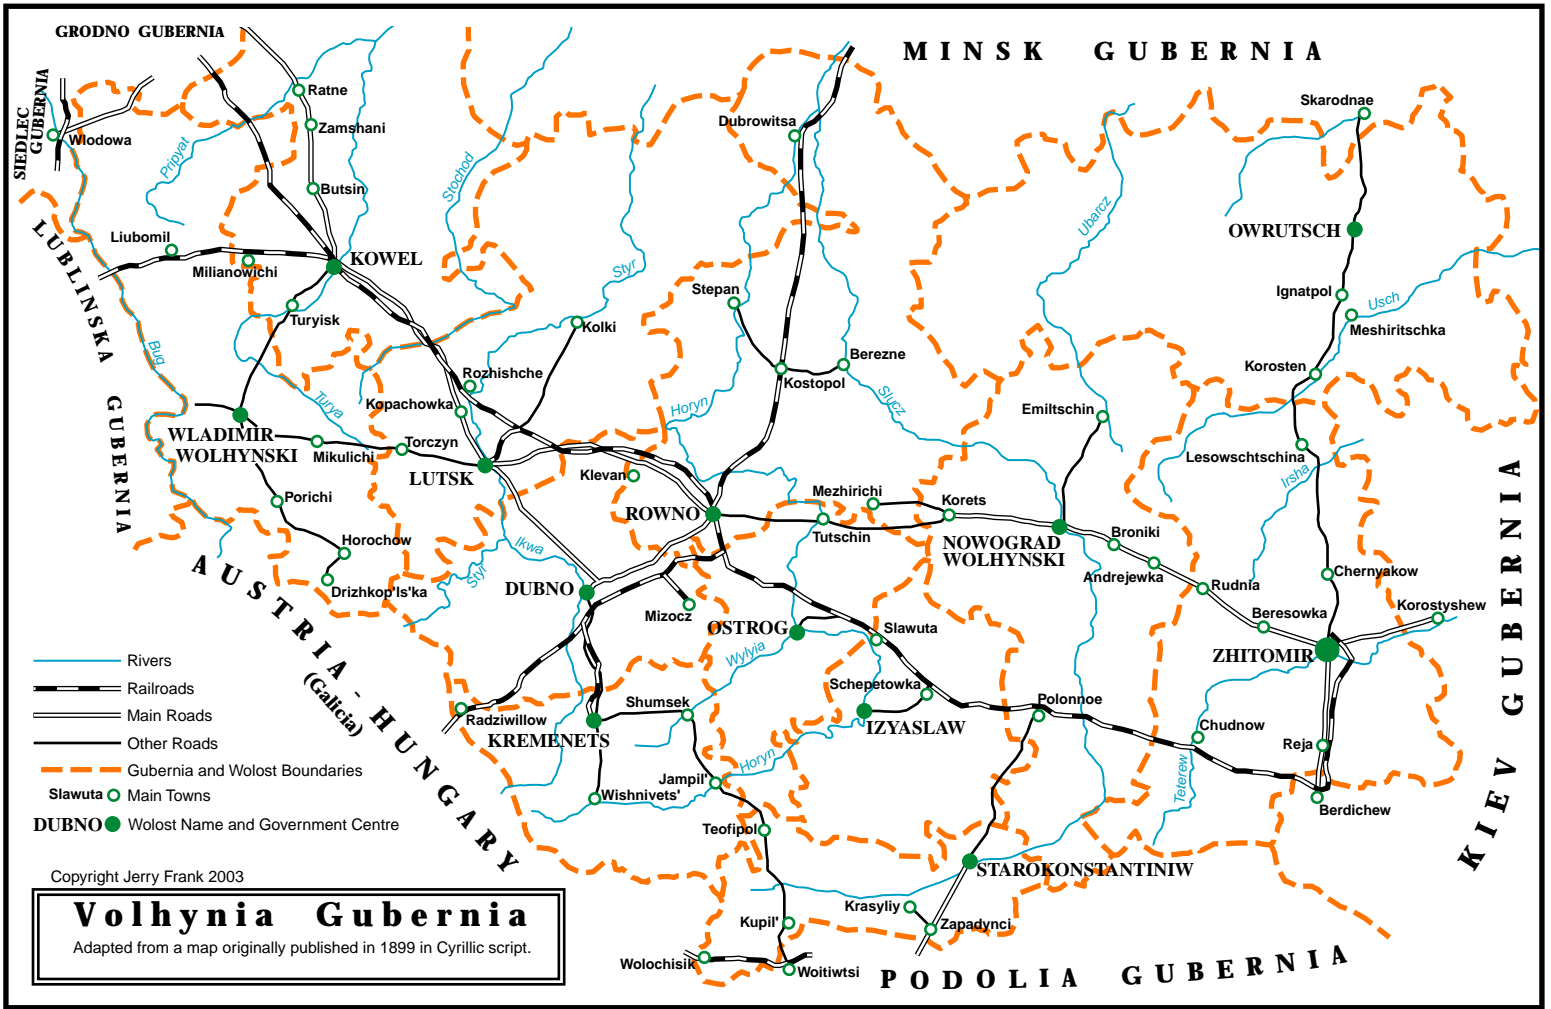 GRODNO GUBERNIA
MINSK GUBERNIA
SIEDLEC
GUBERNIA
Wlodowa
Ratne
Zamshani
Pripyat
Butsin
Stochod
Dubrowitsa
Skarodnae
Ubarcz
OWRUTSCH
LUBLINSKA GUBERNIA
Liubomil
Milianowichi
KOWEL
Turyisk
Styr
Kolki
Stepan
Berezne
Kostopol
Ignatpol
Usch
Meshiritschka
Korosten
Bug
Turya
Rozhishche
Kopachowka
Horyn
Slucz
Emiltschin
WLADIMIR
WOLHYNSKI
Mikulichi
Torczyn
LUTSK
Klevan
Lesowschtschina
Irsha
Porichi
Horochow
Drizhkop'ls'ka
ROWNO
Mezhirichi
Korets
Tutschin
NOWOGRAD
WOLHYNSKI
Broniki
Andrejewka
Rudnia
Chernyakow
Beresowka
Korostyshew
ZHITOMIR
Ikwa
Styr
DUBNO
Mizocz
OSTROG
Slawuta
Wylyia
Schepetowka
IZYASLAW
Polonnoe
Chudnow
Reja
Teterew
Berdichew
KIEV GUBERNIA
AUSTRIA - HUNGARY
(Galicia)
Radziwillow
KREMENETS
Shumsek
Horyn
Jampil'
Wishnivets'
Teofipol
STAROKONSTANTINIW
Krasyliy
Zapadynci
Kupil'
Wolochisik
Woitiwtsi
PODOLIA GUBERNIA
Rivers
Railroads
Main Roads
Other Roads
Gubernia and Wolost Boundaries
Slawuta Main Towns
DUBNO Wolost Name and Government Centre
Copyright Jerry Frank 2003
Volhynia Gubernia
Adapted from a map originally published in 1899 in Cyrillic script.